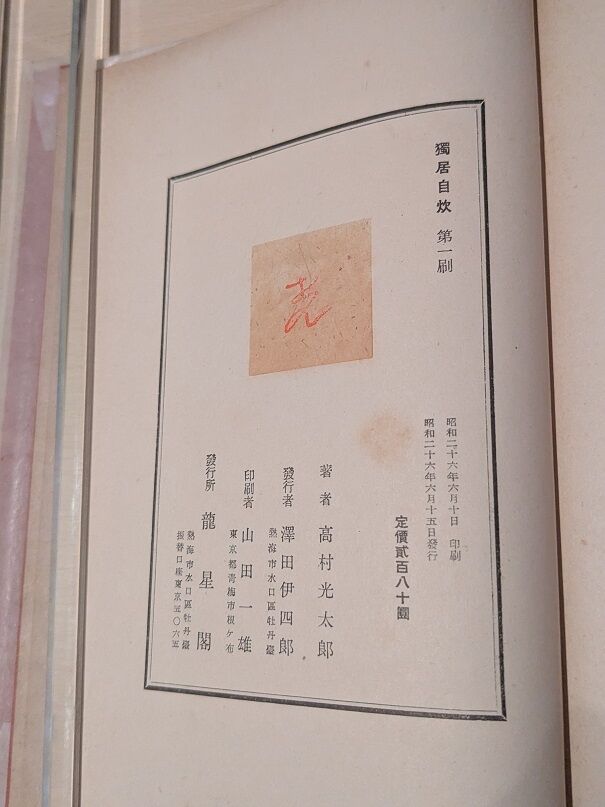 獨居自炊 第一刷
昭和二十六年六月十日 印刷
昭和二十六年六月十五日發行
定價貳百八十圓
著者 高村光太郎
發行者 澤田伊四郎
熱海市水口區牡丹臺
印刷者 山田一雄
東京都青梅市根ケ布
發行所 龍星閣
熱海市水口區牡丹臺
振替口座東京五〇六五